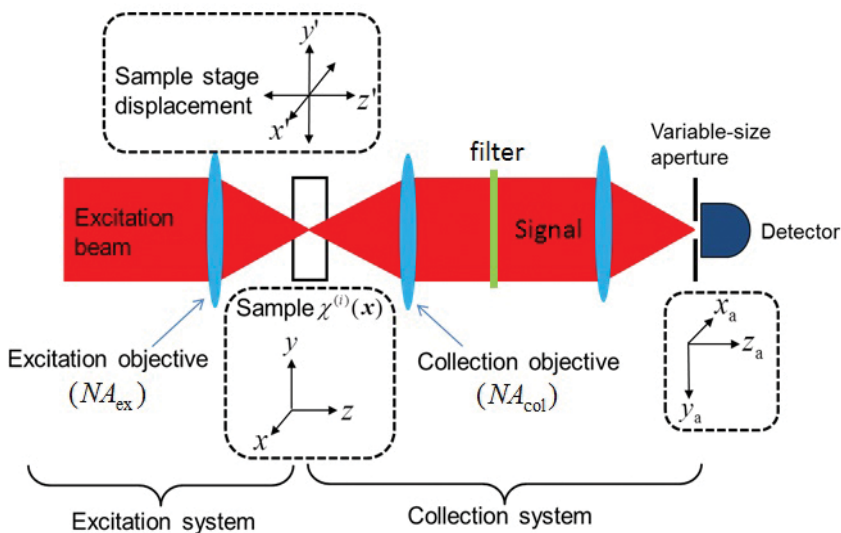 y'
Sample stage
displacement
z'
x'
Variable-size
aperture
filter
Excitation
beam
Signal
Detector
Sample χ⁽ⁱ⁾(x)
Excitation objective
(NA_ex)
y
z
x
Collection objective
(NA_col)
x_a
z_a
y_a
Excitation system
Collection system